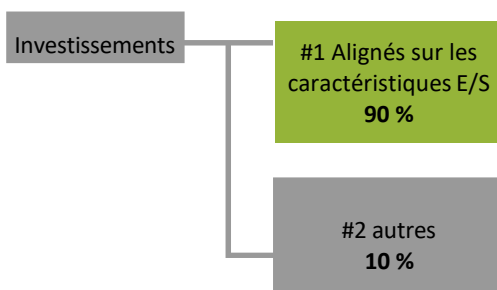 Investissements
#1 Alignés sur les
caractéristiques E/S
90 %
#2 autres
10 %